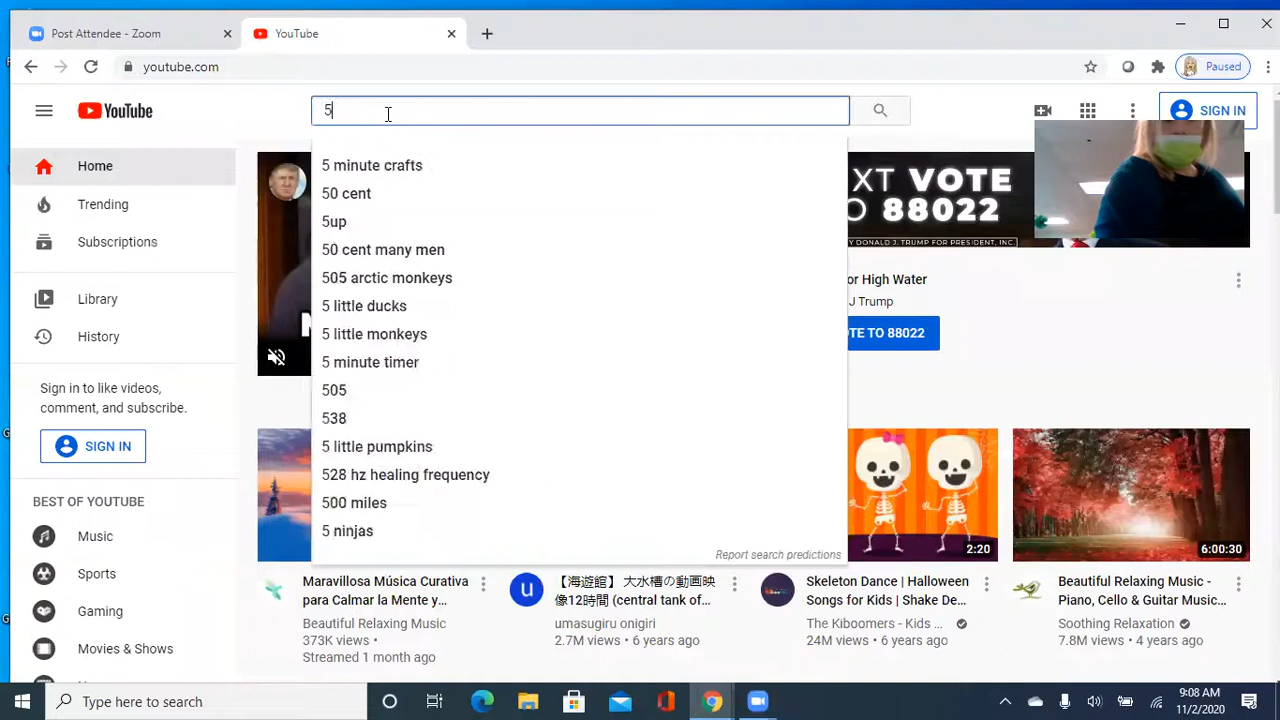 Post Attendee - Zoom
YouTube
youtube.com
Paused
YouTube
5
SIGN IN
Home
Trending
Subscriptions
Library
History
Sign in to like videos,
comment, and subscribe.
SIGN IN
BEST OF YOUTUBE
Music
Sports
Gaming
Movies & Shows
5 minute crafts
50 cent
5up
50 cent many men
505 arctic monkeys
5 little ducks
5 little monkeys
5 minute timer
505
538
5 little pumpkins
528 hz healing frequency
500 miles
5 ninjas
Report search predictions
EXT VOTE
O 88022
Y DONALD J. TRUMP FOR PRESIDENT, INC.
or High Water
J Trump
OTE TO 88022
2:20
6:00:30
Maravillosa Música Curativa
para Calmar la Mente y...
Beautiful Relaxing Music
373K views •
Streamed 1 month ago
u
【海遊館】 大水槽の動画映
像12時間 (central tank of...
umasugiru onigiri
2.7M views • 6 years ago
Skeleton Dance | Halloween
Songs for Kids | Shake De...
The Kiboomers - Kids ...
24M views • 6 years ago
Beautiful Relaxing Music -
Piano, Cello & Guitar Music...
Soothing Relaxation
7.8M views • 4 years ago
Type here to search
9:08 AM
11/2/2020